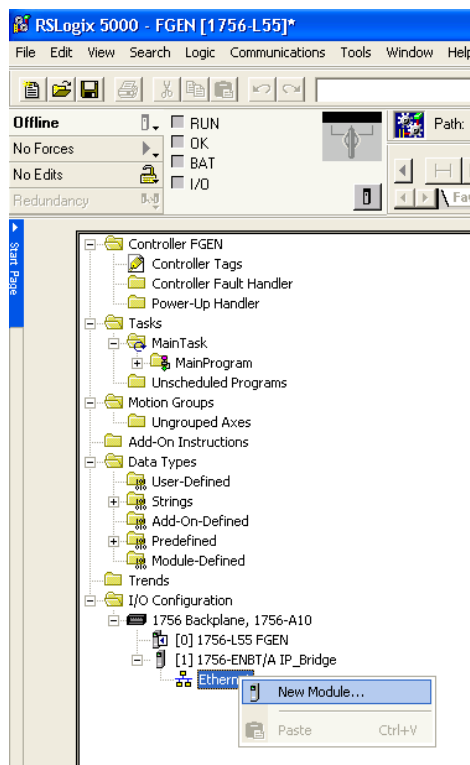 RSLogix 5000 - FGEN [1756-L55]*
File Edit View Search Logic Communications Tools Window Help
Offline
RUN
No Forces
OK
Path:
BAT
No Edits
I/O
Redundancy
Start Page
Controller FGEN
Controller Tags
Controller Fault Handler
Power-Up Handler
Tasks
MainTask
MainProgram
Unscheduled Programs
Motion Groups
Ungrouped Axes
Add-On Instructions
Data Types
User-Defined
Strings
Add-On-Defined
Predefined
Module-Defined
Trends
I/O Configuration
1756 Backplane, 1756-A10
[0] 1756-L55 FGEN
[1] 1756-ENBT/A IP_Bridge
Ethern
New Module...
Paste Ctrl+V